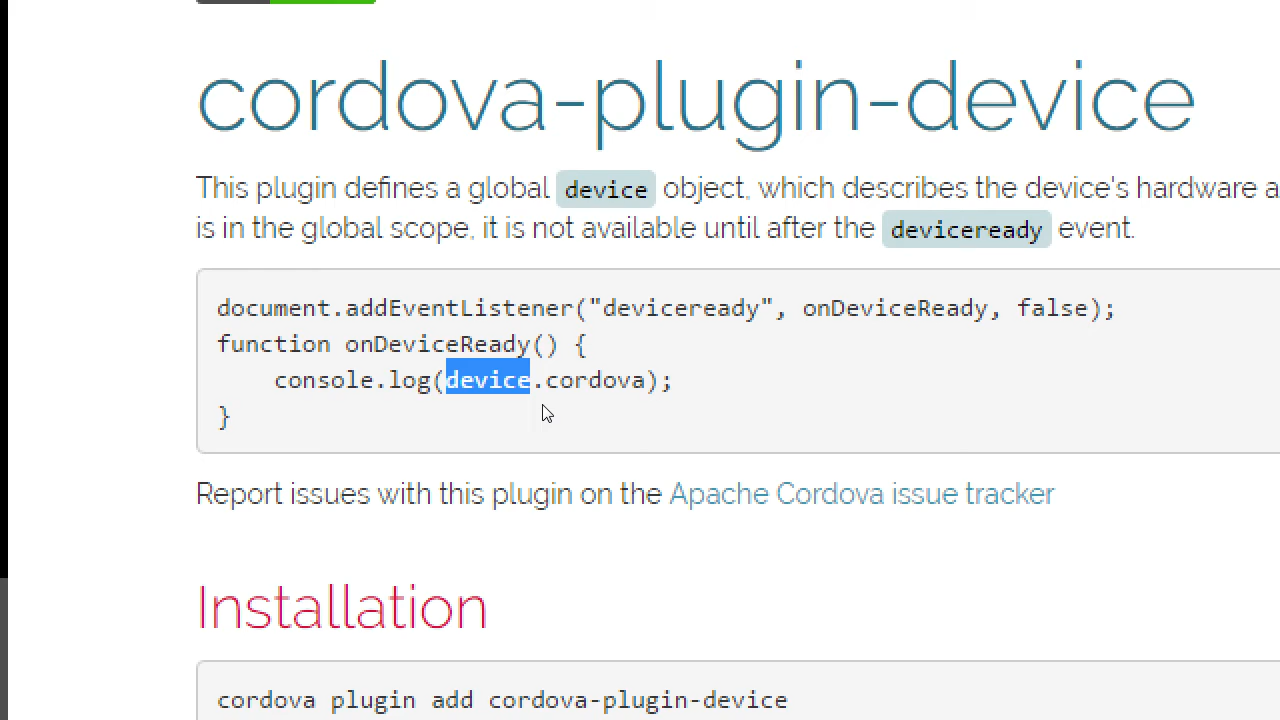 cordova-plugin-device
This plugin defines a global device object, which describes the device's hardware a
is in the global scope, it is not available until after the deviceready event.
document.addEventListener("deviceready", onDeviceReady, false);
function onDeviceReady() {
    console.log(device.cordova);
}
Report issues with this plugin on the Apache Cordova issue tracker
Installation
cordova plugin add cordova-plugin-device